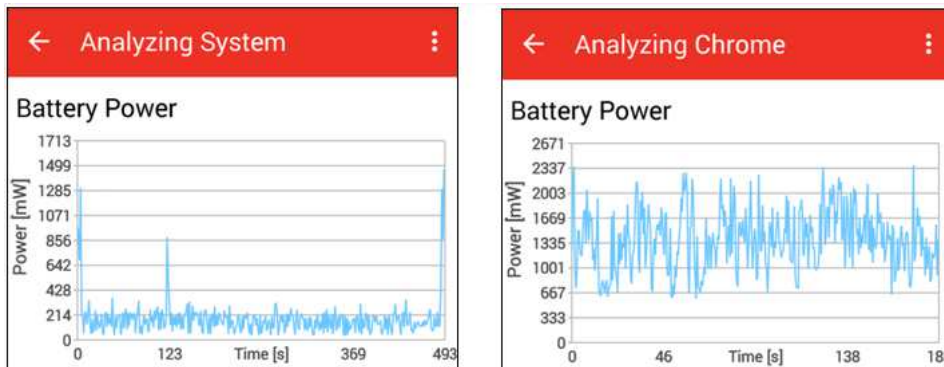 Analyzing System
Battery Power
1713
1499
1285
1071
856
642
428
214
0
Power [mW]
0 123 Time [s] 369 493
Analyzing Chrome
Battery Power
2671
2337
2003
1669
1335
1001
667
333
0
Power [mW]
0 46 Time [s] 138 18